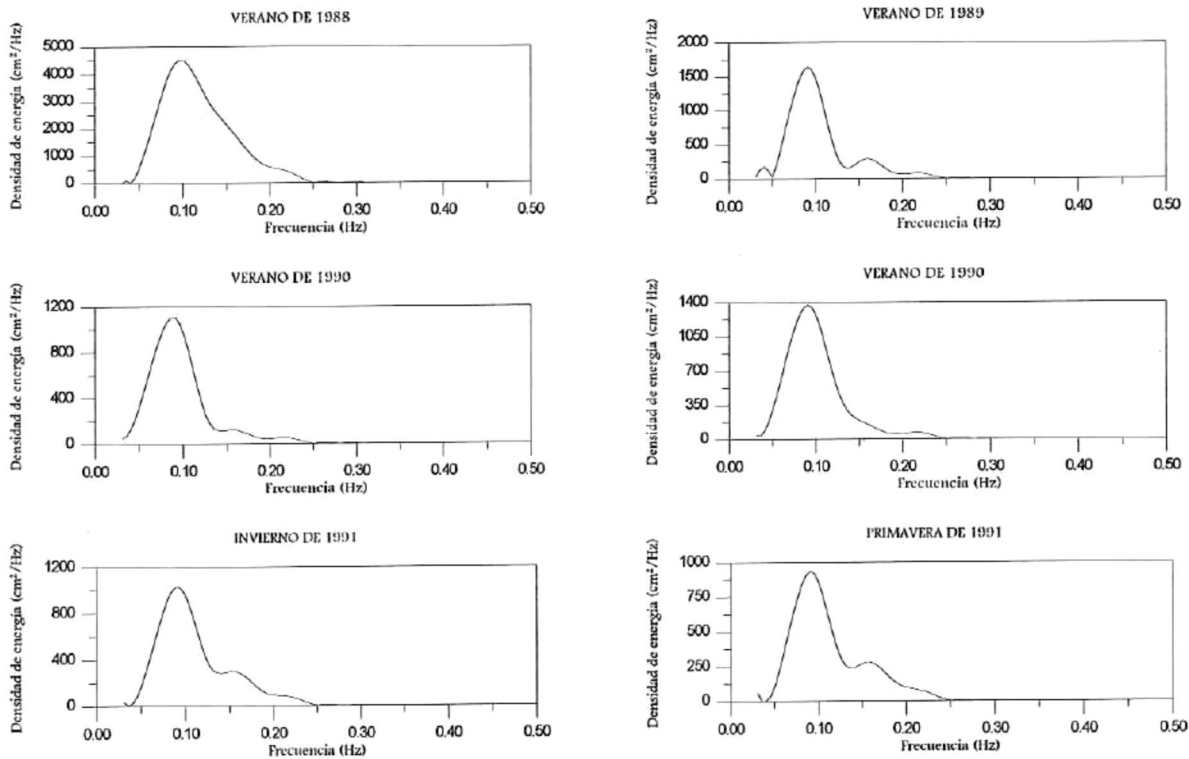 VERANO DE 1988
Densidad de energía (cm²/Hz)
5000
4000
3000
2000
1000
0
0.00 0.10 0.20 0.30 0.40 0.50
Frecuencia (Hz)
VERANO DE 1989
Densidad de energía (cm²/Hz)
2000
1500
1000
500
0
0.00 0.10 0.20 0.30 0.40 0.50
Frecuencia (Hz)
VERANO DE 1990
Densidad de energía (cm²/Hz)
1200
800
400
0
0.00 0.10 0.20 0.30 0.40 0.50
Frecuencia (Hz)
VERANO DE 1990
Densidad de energía (cm²/Hz)
1400
1050
700
350
0
0.00 0.10 0.20 0.30 0.40 0.50
Frecuencia (Hz)
INVIERNO DE 1991
Densidad de energía (cm²/Hz)
1200
800
400
0
0.00 0.10 0.20 0.30 0.40 0.50
Frecuencia (Hz)
PRIMAVERA DE 1991
Densidad de energía (cm²/Hz)
1000
750
500
250
0
0.00 0.10 0.20 0.30 0.40 0.50
Frecuencia (Hz)